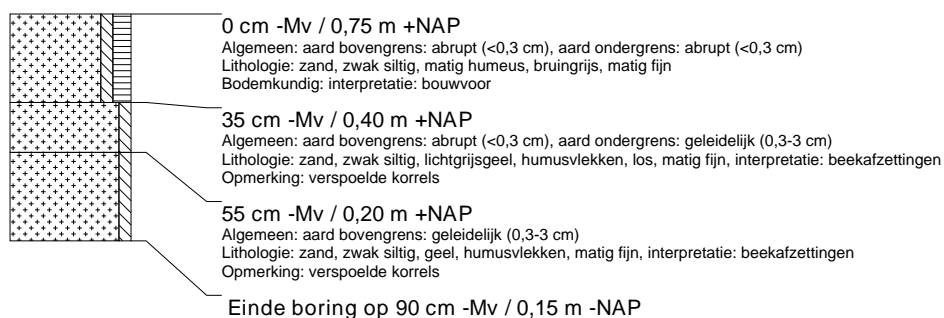 0 cm -Mv / 0,75 m +NAP
Algemeen: aard bovengrens: abrupt (<0,3 cm), aard ondergrens: abrupt (<0,3 cm)
Lithologie: zand, zwak siltig, matig humeus, bruingrijs, matig fijn
Bodemkundig: interpretatie: bouwvoor
35 cm -Mv / 0,40 m +NAP
Algemeen: aard bovengrens: abrupt (<0,3 cm), aard ondergrens: geleidelijk (0,3-3 cm)
Lithologie: zand, zwak siltig, lichtgrijsgeel, humusvlekken, los, matig fijn, interpretatie: beekafzettingen
Opmerking: verspoelde korrels
55 cm -Mv / 0,20 m +NAP
Algemeen: aard bovengrens: geleidelijk (0,3-3 cm)
Lithologie: zand, zwak siltig, geel, humusvlekken, matig fijn, interpretatie: beekafzettingen
Opmerking: verspoelde korrels
Einde boring op 90 cm -Mv / 0,15 m -NAP